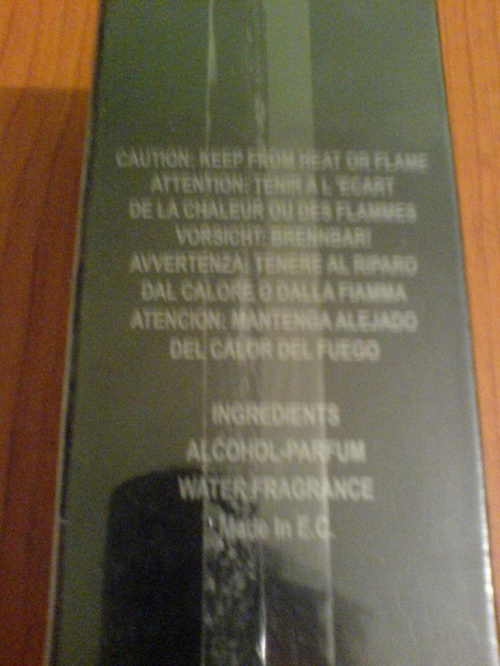 CAUTION: KEEP FROM HEAT OR FLAME
ATTENTION: TENIR A L 'ECART
DE LA CHALEUR OU DES FLAMMES
VORSICHT: BRENNBAR!
AVVERTENZA: TENERE AL RIPARO
DAL CALORE O DALLA FIAMMA
ATENCION: MANTENGA ALEJADO
DEL CALOR DEL FUEGO
INGREDIENTS
ALCOHOL-PARFUM
WATER FRAGRANCE
Made In E.C.